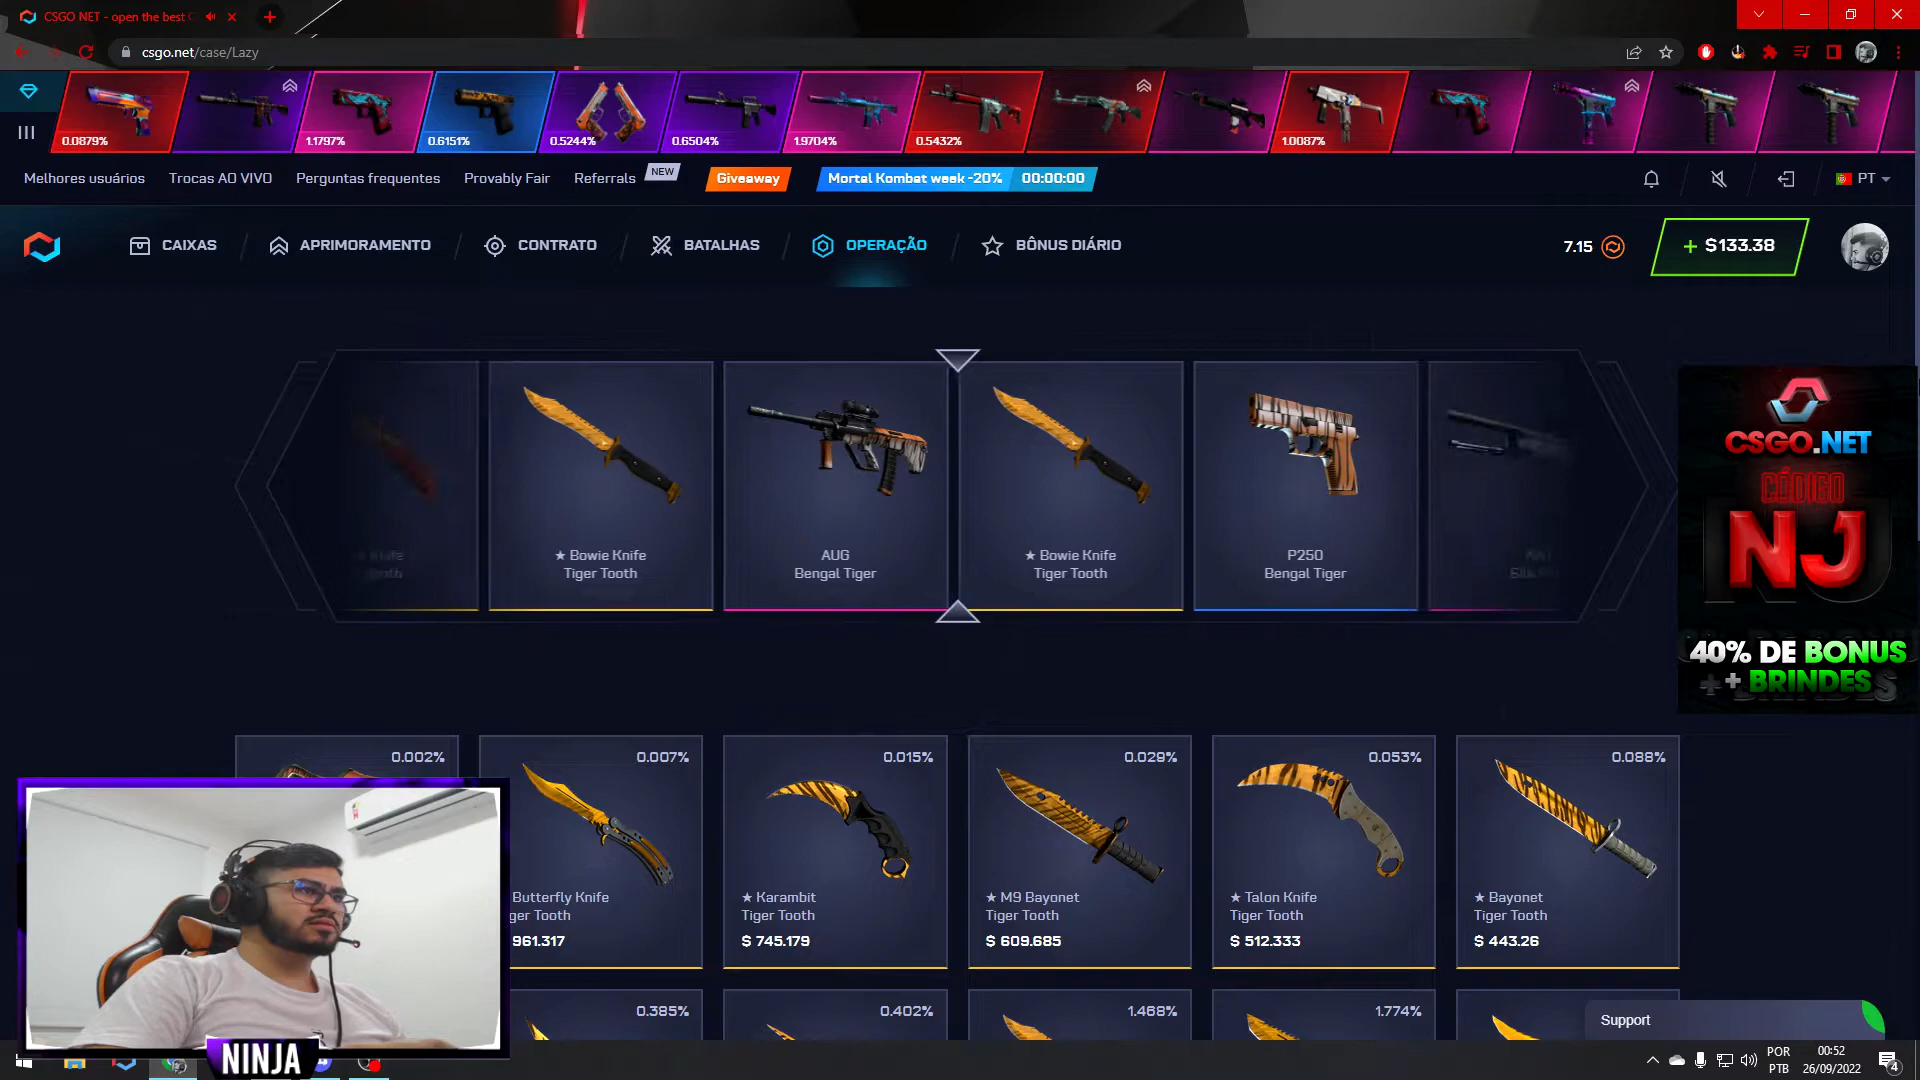 CSGO NET - open the best
csgo.net/case/Lazy
0.0879%
1.1797%
0.6151%
0.5244%
0.6504%
1.9704%
0.5432%
1.0087%
Melhores usuários
Trocas AO VIVO
Perguntas frequentes
Provably Fair
Referrals
NEW
Giveaway
Mortal Kombat week -20%
00:00:00
PT
CAIXAS
APRIMORAMENTO
CONTRATO
BATALHAS
OPERAÇÃO
BÔNUS DIÁRIO
7.15
+ $133.38
★ Bowie Knife
Tiger Tooth
AUG
Bengal Tiger
★ Bowie Knife
Tiger Tooth
P250
Bengal Tiger
CSGO.NET
CÓDIGO
NJ
40% DE BONUS
+ BRINDES
0.002%
0.007%
Butterfly Knife
ger Tooth
961.317
0.015%
★ Karambit
Tiger Tooth
$ 745.179
0.029%
★ M9 Bayonet
Tiger Tooth
$ 609.685
0.053%
★ Talon Knife
Tiger Tooth
$ 512.333
0.088%
★ Bayonet
Tiger Tooth
$ 443.26
0.385%
0.402%
1.468%
1.774%
Support
NINJA
POR
PTB
00:52
26/09/2022
4